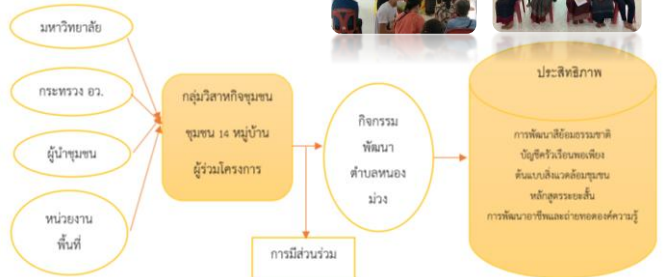 มหาวิทยาลัย
กระทรวง อว.
ผู้นำชุมชน
หน่วยงาน
พื้นที่
กลุ่มวิสาหกิจชุมชน
ชุมชน 14 หมู่บ้าน
ผู้ร่วมโครงการ
การมีส่วนร่วม
กิจกรรม
พัฒนา
ตำบลหนอง
ม่วง
ประสิทธิภาพ
การพัฒนาสีย้อมธรรมชาติ
บัญชีครัวเรือนพอเพียง
ต้นแบบสิ่งแวดล้อมชุมชน
หลักสูตรระยะสั้น
การพัฒนาอาชีพและถ่ายทอดองค์ความรู้